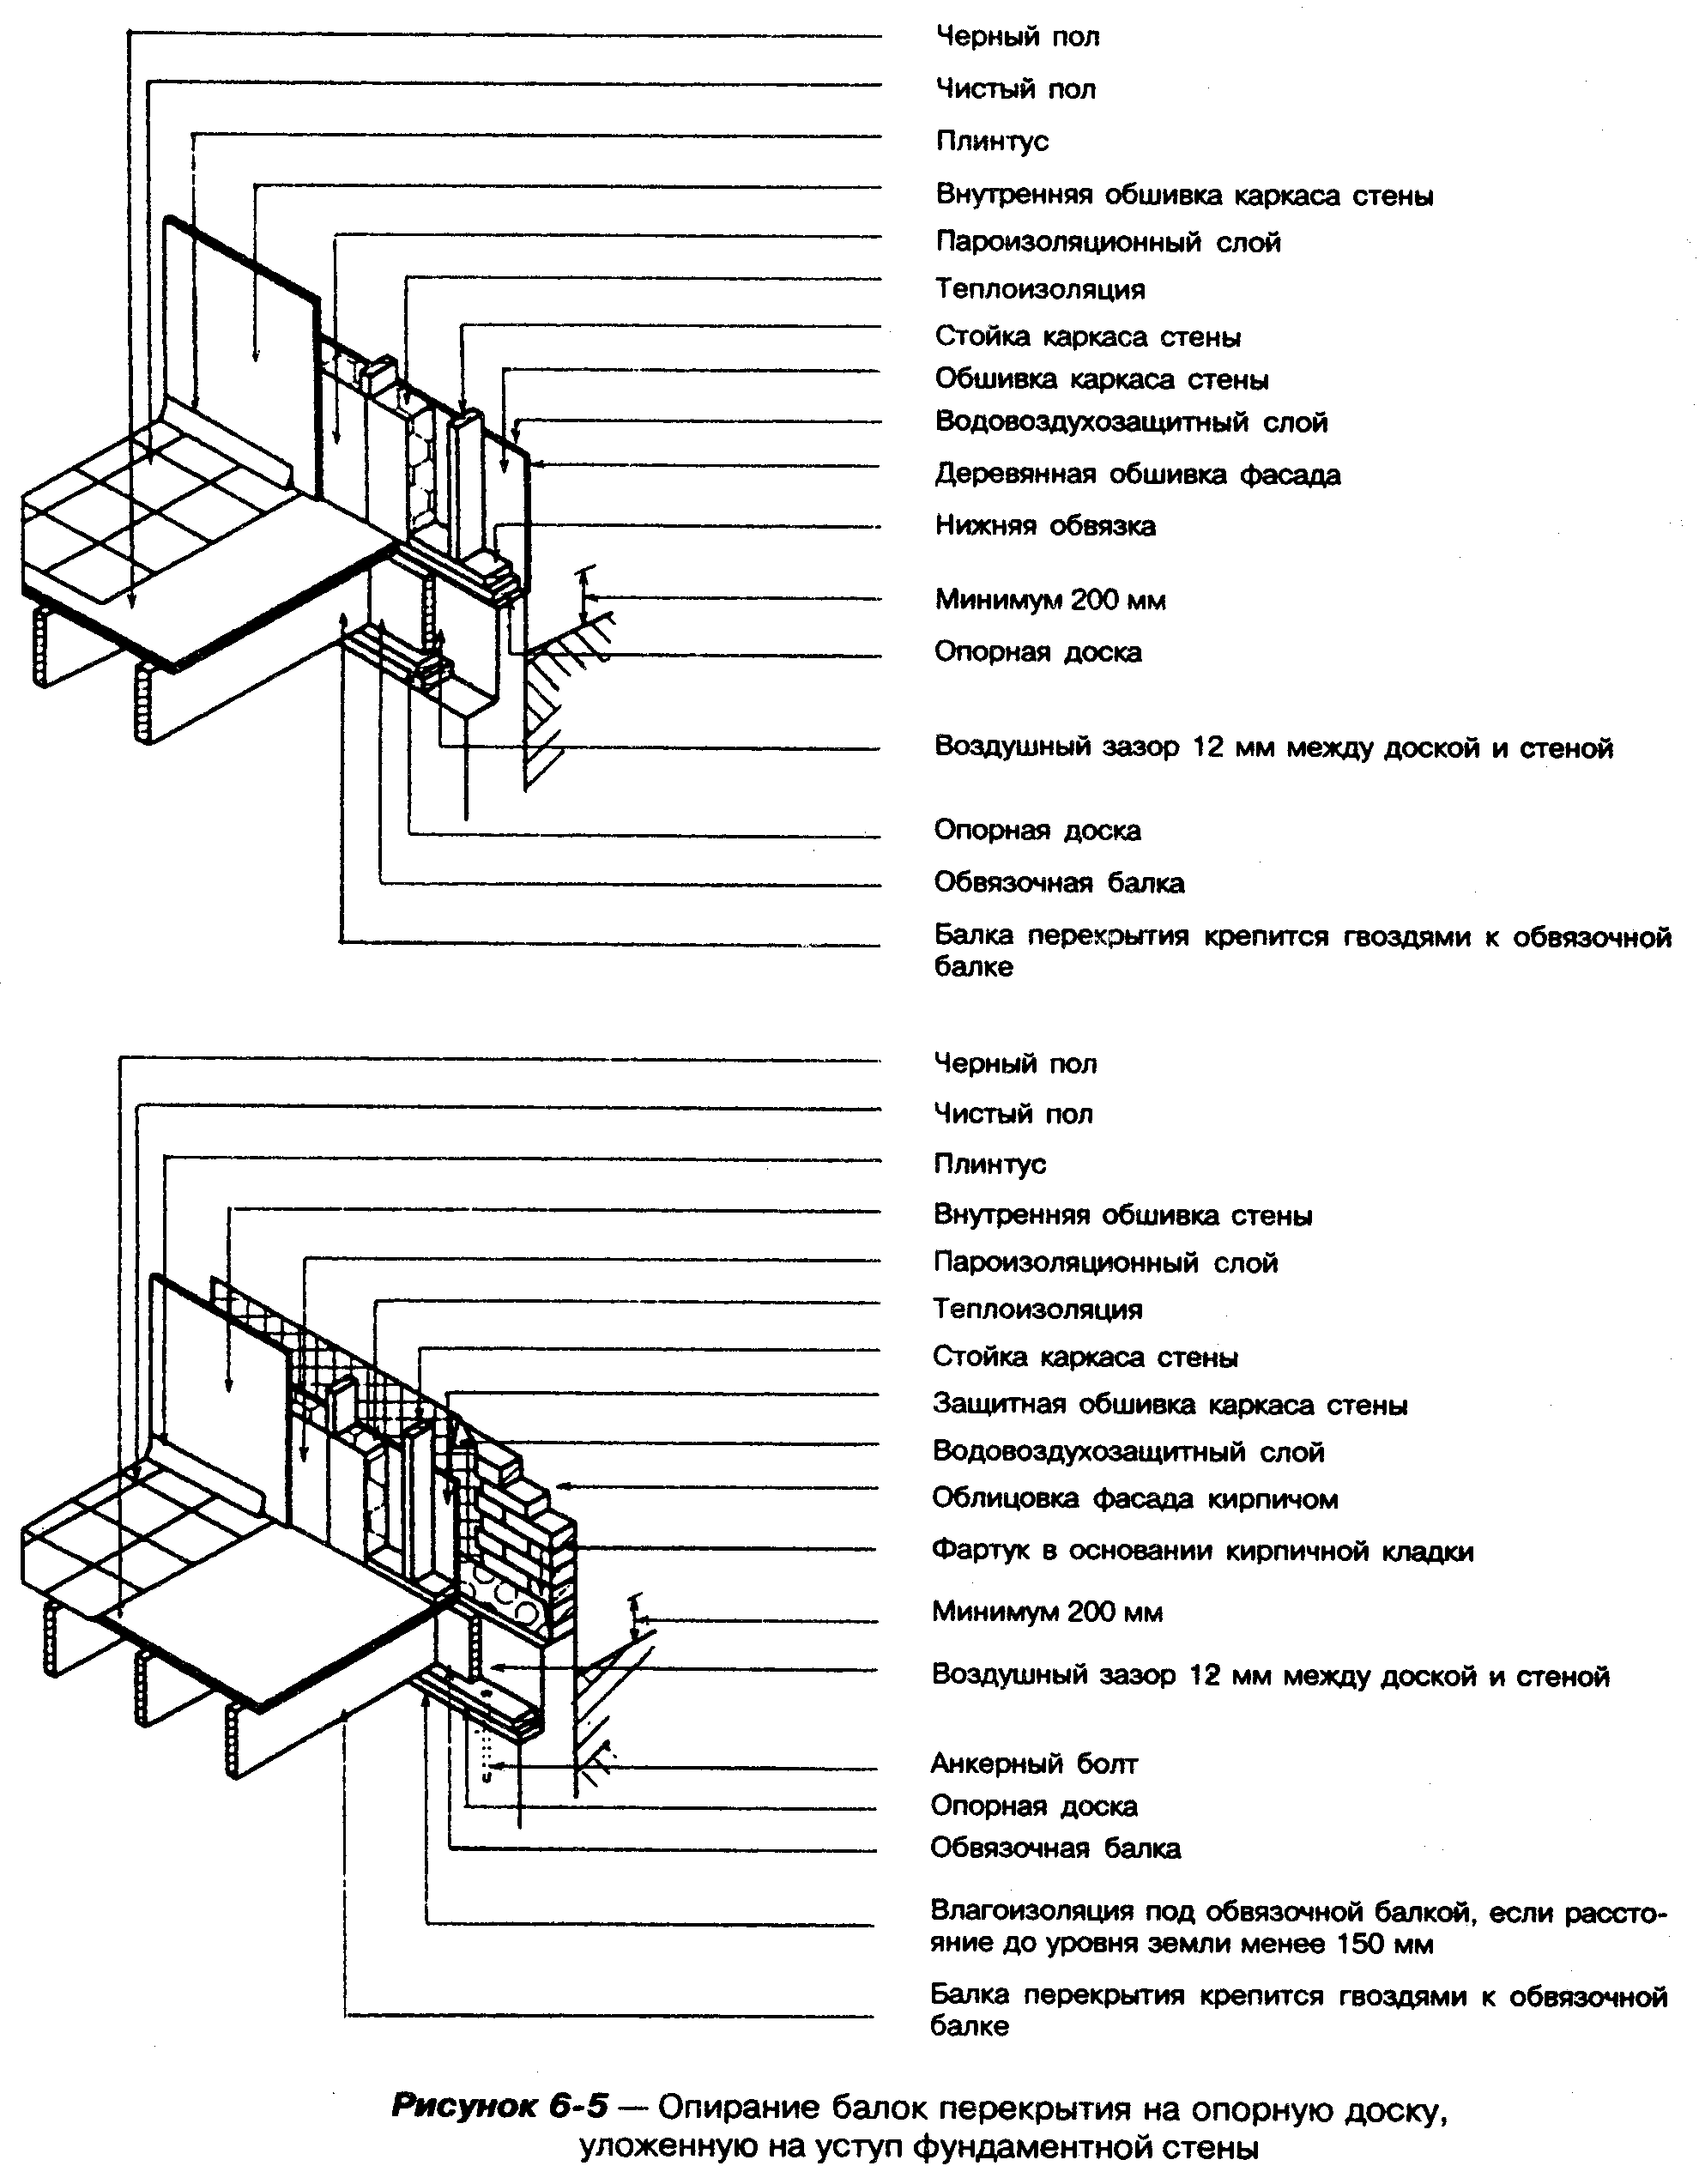 Черный пол
Чистый пол
Плинтус
Внутренняя обшивка каркаса стены
Пароизоляционный слой
Теплоизоляция
Стойка каркаса стены
Обшивка каркаса стены
Водовоздухозащитный слой
Деревянная обшивка фасада
Нижняя обвязка
Минимум 200 мм
Опорная доска
Воздушный зазор 12 мм между доской и стеной
Опорная доска
Обвязочная балка
Балка перекрытия крепится гвоздями к обвязочной
балке
Черный пол
Чистый пол
Плинтус
Внутренняя обшивка стены
Пароизоляционный слой
Теплоизоляция
Стойка каркаса стены
Защитная обшивка каркаса стены
Водовоздухозащитный слой
Облицовка фасада кирпичом
Фартук в основании кирпичной кладки
Минимум 200 мм
Воздушный зазор 12 мм между доской и стеной
Анкерный болт
Опорная доска
Обвязочная балка
Влагоизоляция под обвязочной балкой, если рассто-
яние до уровня земли менее 150 мм
Балка перекрытия крепится гвоздями к обвязочной
балке
Рисунок 6-5 — Опирание балок перекрытия на опорную доску,
уложенную на уступ фундаментной стены